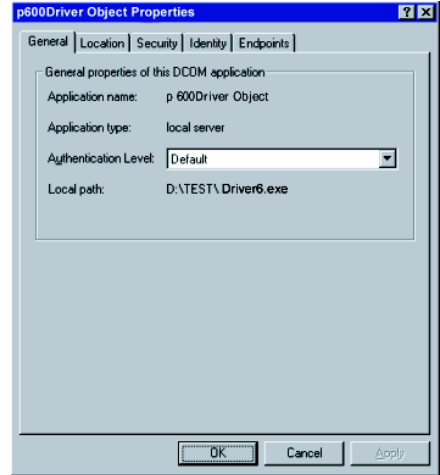 p600Driver Object Properties
General Location Security Identity Endpoints
General properties of this DCOM application
Application name: p 600Driver Object
Application type: local server
Authentication Level: Default
Local path: D:\TEST\ Driver6.exe
OK Cancel Apply